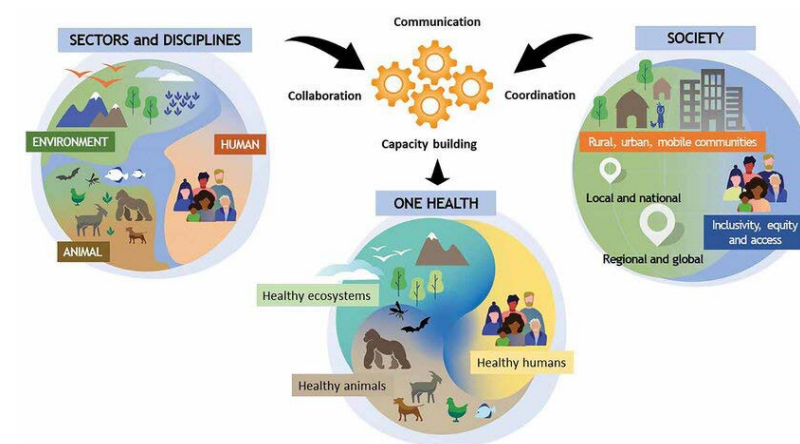 SECTORS and DISCIPLINES
ENVIRONMENT
HUMAN
ANIMAL
Communication
Collaboration
Coordination
Capacity building
SOCIETY
Rural, urban, mobile communities
Local and national
Inclusivity, equity
and access
Regional and global
ONE HEALTH
Healthy ecosystems
Healthy humans
Healthy animals